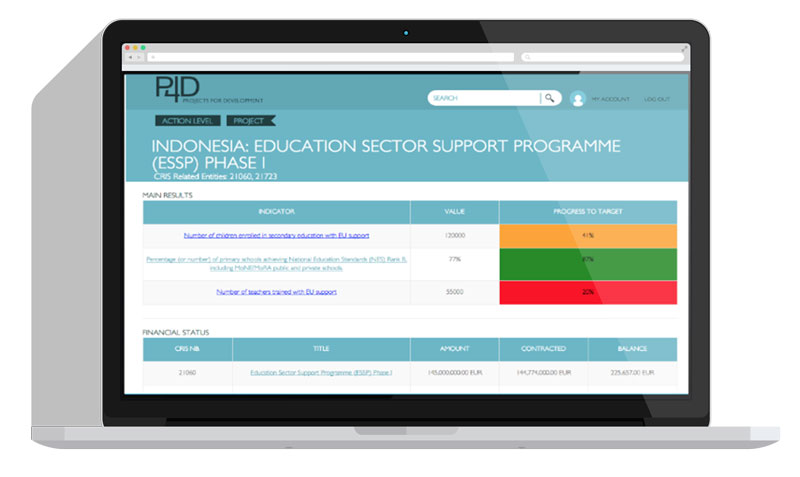 P4D
PROJECTS FOR DEVELOPMENT
SEARCH
MY ACCOUNT
LOG OUT
ACTION LEVEL
PROJECT
INDONESIA: EDUCATION SECTOR SUPPORT PROGRAMME
(ESSP) PHASE I
CRIS Related Entities: 21060, 21723
MAIN RESULTS
INDICATOR VALUE PROGRESS TO TARGET
Number of children enrolled in secondary education with EU support 120000 41%
Percentage (or number) of primary schools achieving National Education Standards (NES) Rank B, 77%
including MoNE/MoRA public and private schools.
Number of teachers trained with EU support 55000 20%
FINANCIAL STATUS
CRIS NB. TITLE AMOUNT CONTRACTED BALANCE
21060 Education Sector Support Programme (ESSP) Phase I 145,000,000.00 EUR 144,774,000.00 EUR 225,657.00 EUR